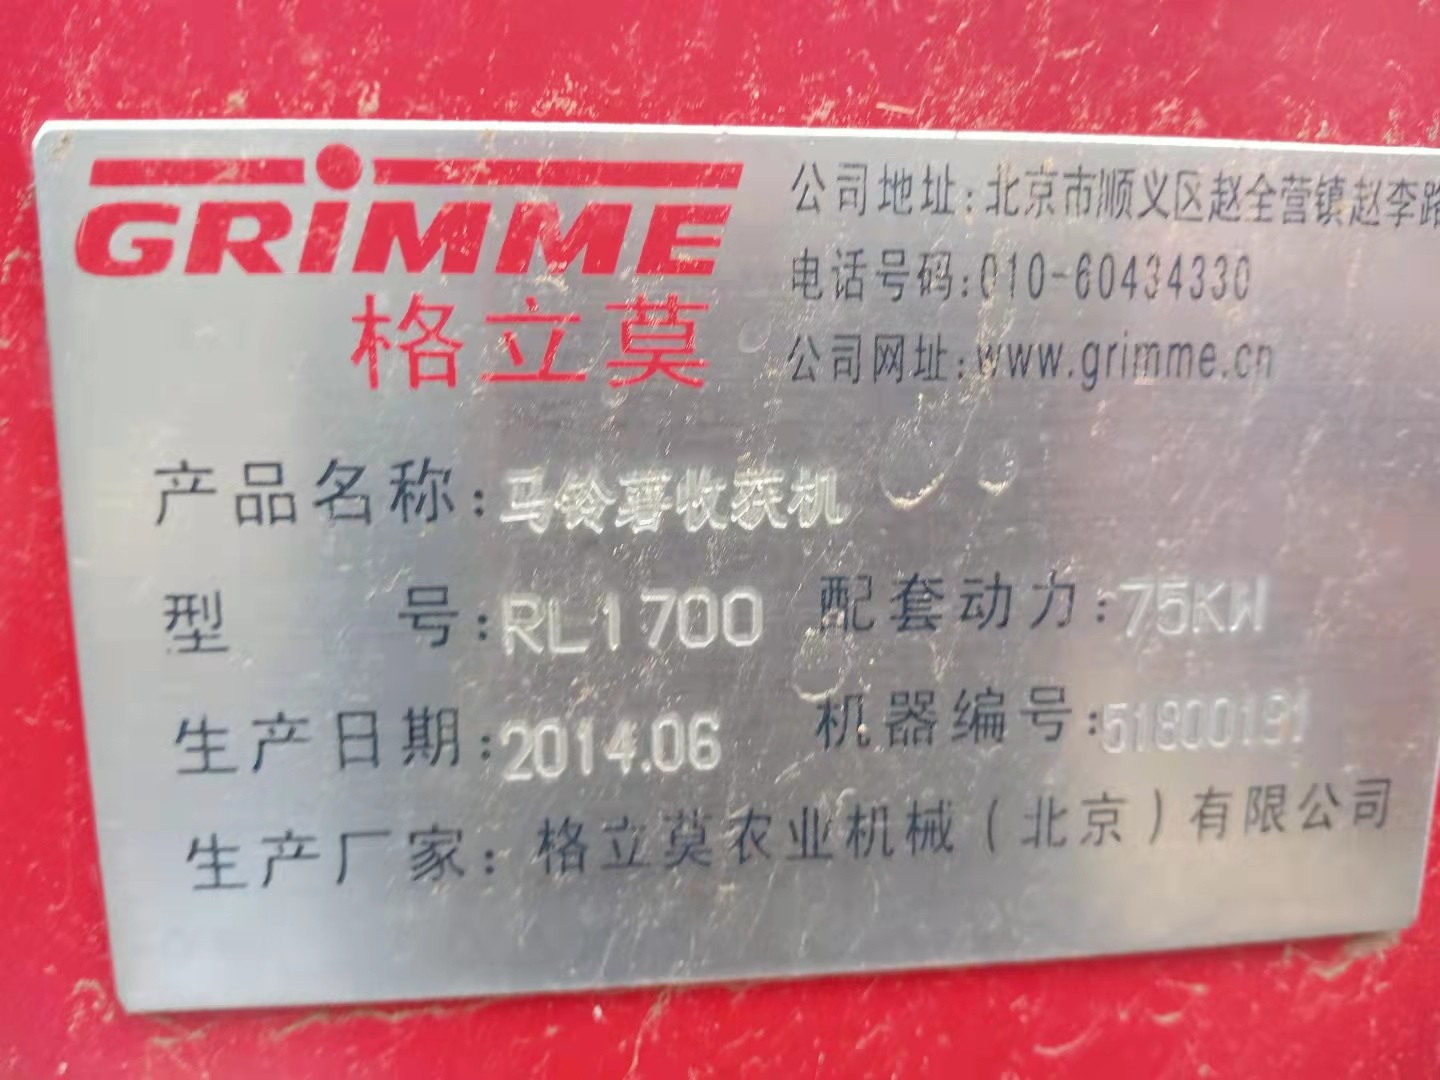 GRIMME
格立莫
公司地址:北京市顺义区赵全营镇赵李路
电话号码:010-60434330
公司网址:www.grimme.cn
产品名称:马铃薯收获机
型 号:RL1700 配套动力:75KW
生产日期:2014.06 机器编号:
生产厂家:格立莫农业机械(北京)有限公司